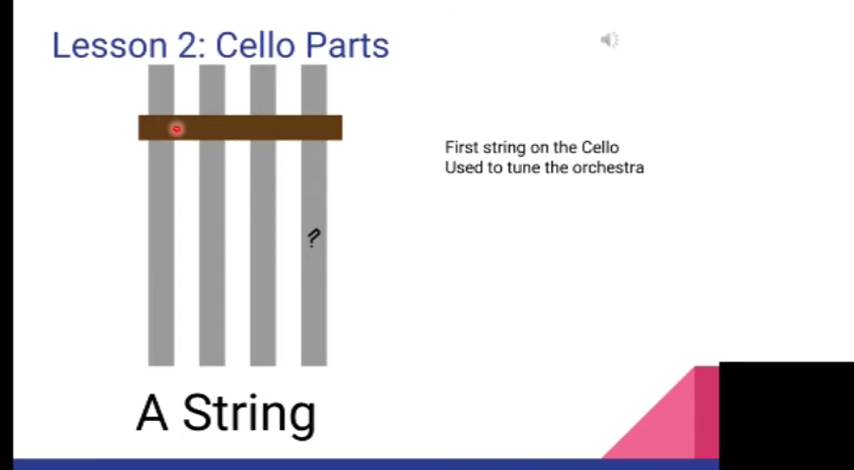 Lesson 2: Cello Parts
First string on the Cello
Used to tune the orchestra
?
A String